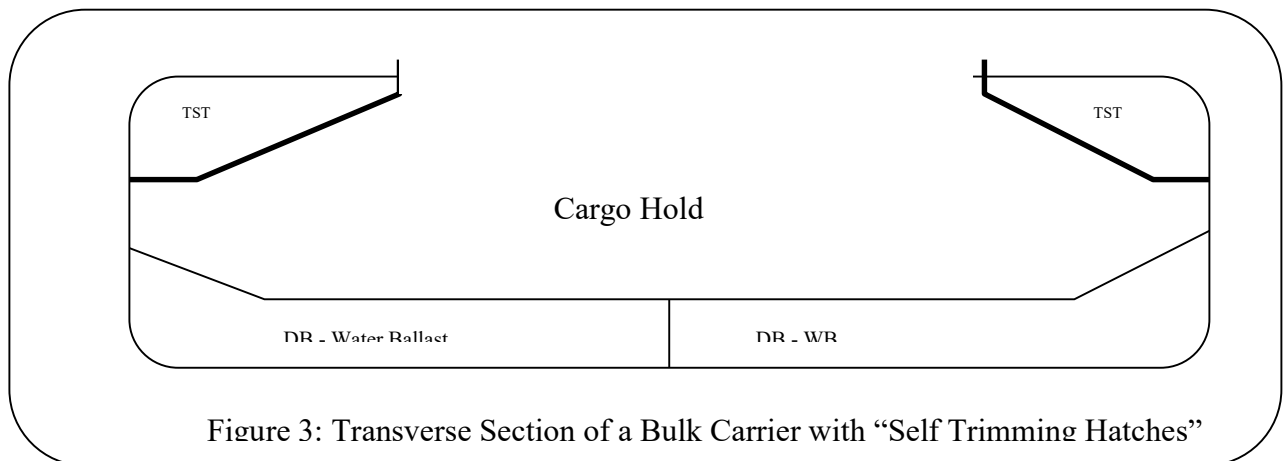 TST TST
Cargo Hold
DB - Water Ballast DB - WB
Figure 3: Transverse Section of a Bulk Carrier with “Self Trimming Hatches”